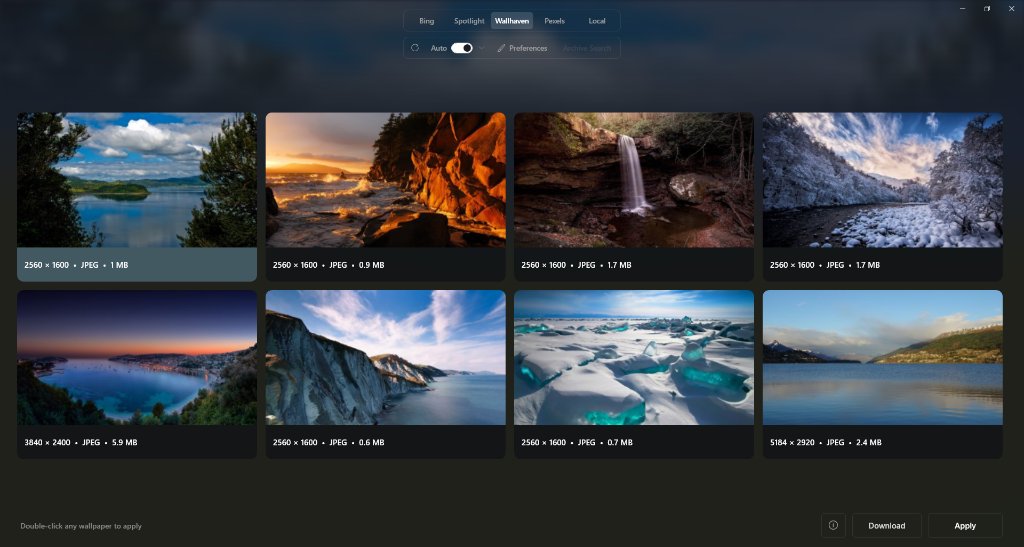 Bing Spotlight Wallhaven Pexels Local
Auto Preferences Archive Search
2560 × 1600 • JPEG • 1 MB
2560 × 1600 • JPEG • 0.9 MB
2560 × 1600 • JPEG • 1.7 MB
2560 × 1600 • JPEG • 1.7 MB
3840 × 2400 • JPEG • 5.9 MB
2560 × 1600 • JPEG • 0.6 MB
2560 × 1600 • JPEG • 0.7 MB
5184 × 2920 • JPEG • 2.4 MB
Double-click any wallpaper to apply
Download
Apply